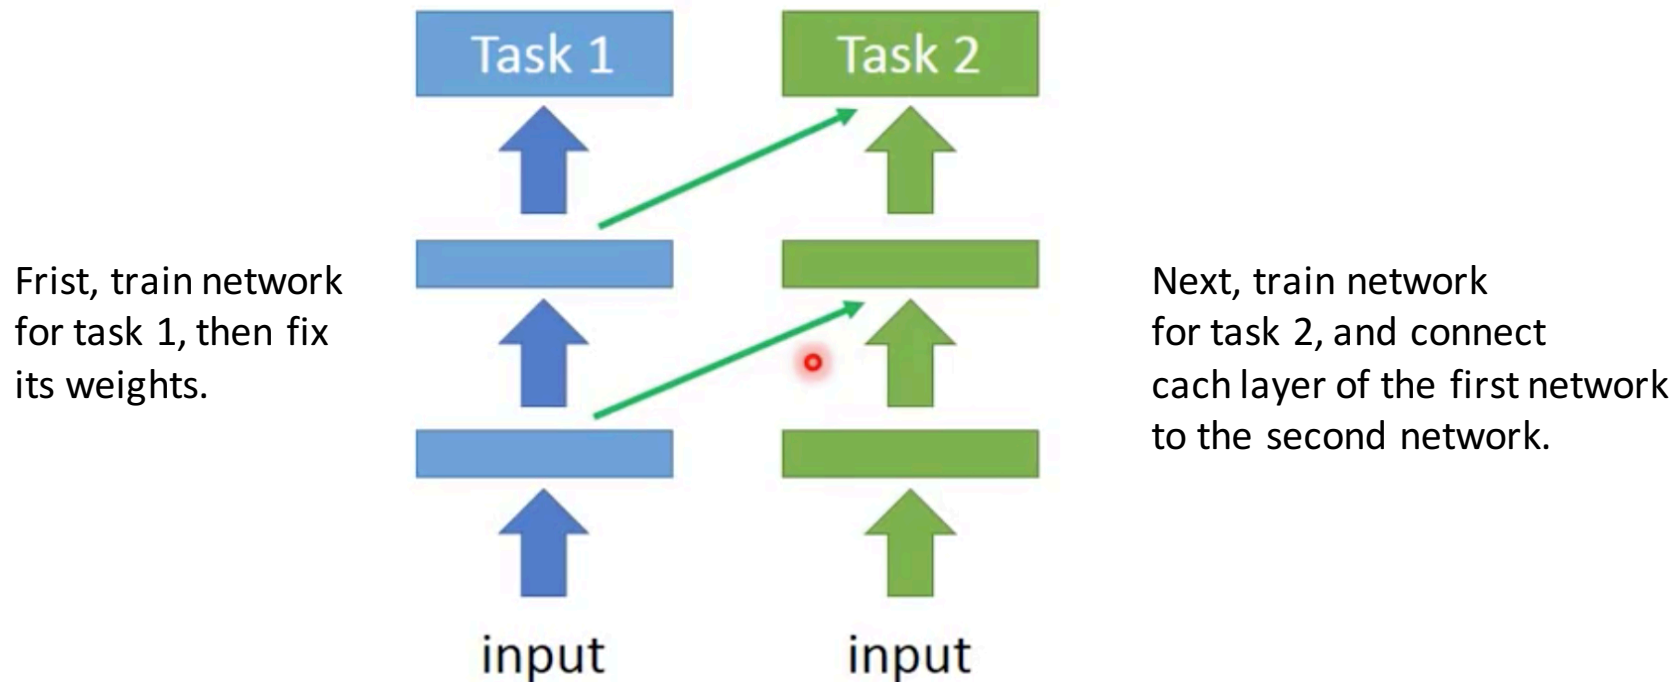 Task 1
Task 2
Frist, train network
for task 1, then fix
its weights.
Next, train network
for task 2, and connect
cach layer of the first network
to the second network.
input
input